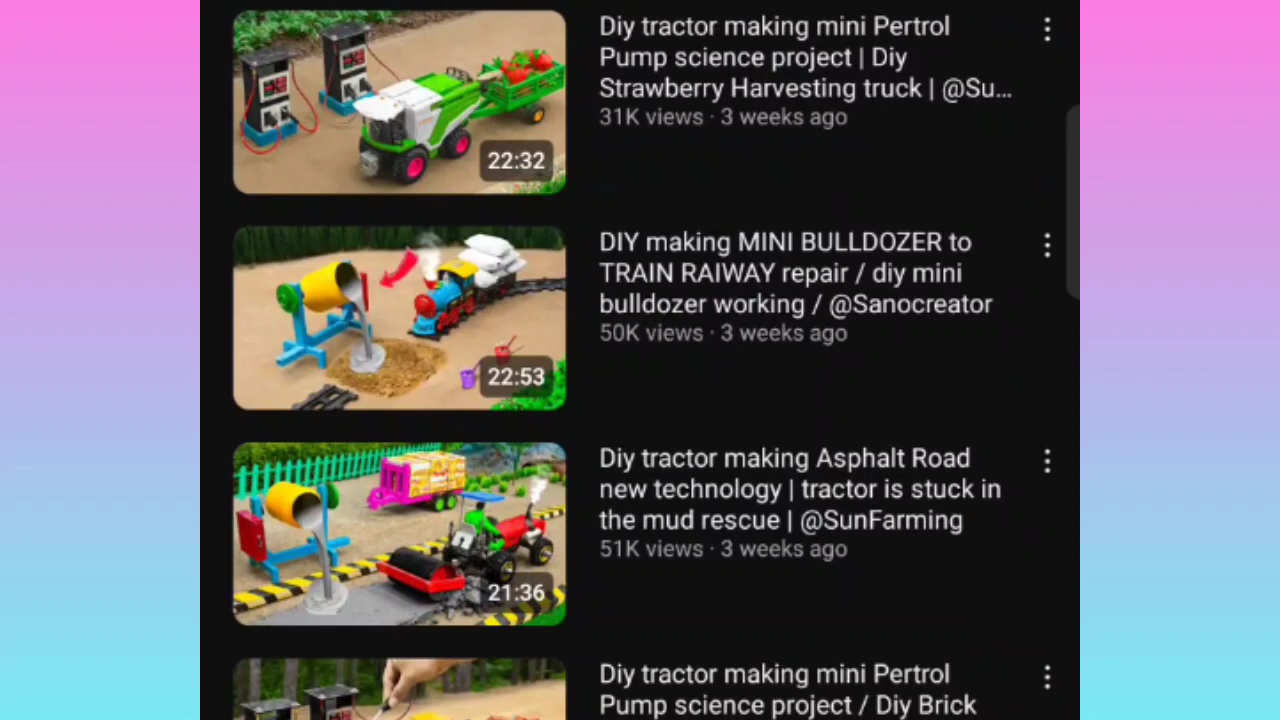 Diy tractor making mini Pertrol
Pump science project | Diy
Strawberry Harvesting truck | @Su...
31K views · 3 weeks ago
22:32
DIY making MINI BULLDOZER to
TRAIN RAIWAY repair / diy mini
bulldozer working / @Sanocreator
50K views · 3 weeks ago
22:53
Diy tractor making Asphalt Road
new technology | tractor is stuck in
the mud rescue | @SunFarming
51K views · 3 weeks ago
21:36
Diy tractor making mini Pertrol
Pump science project / Diy Brick